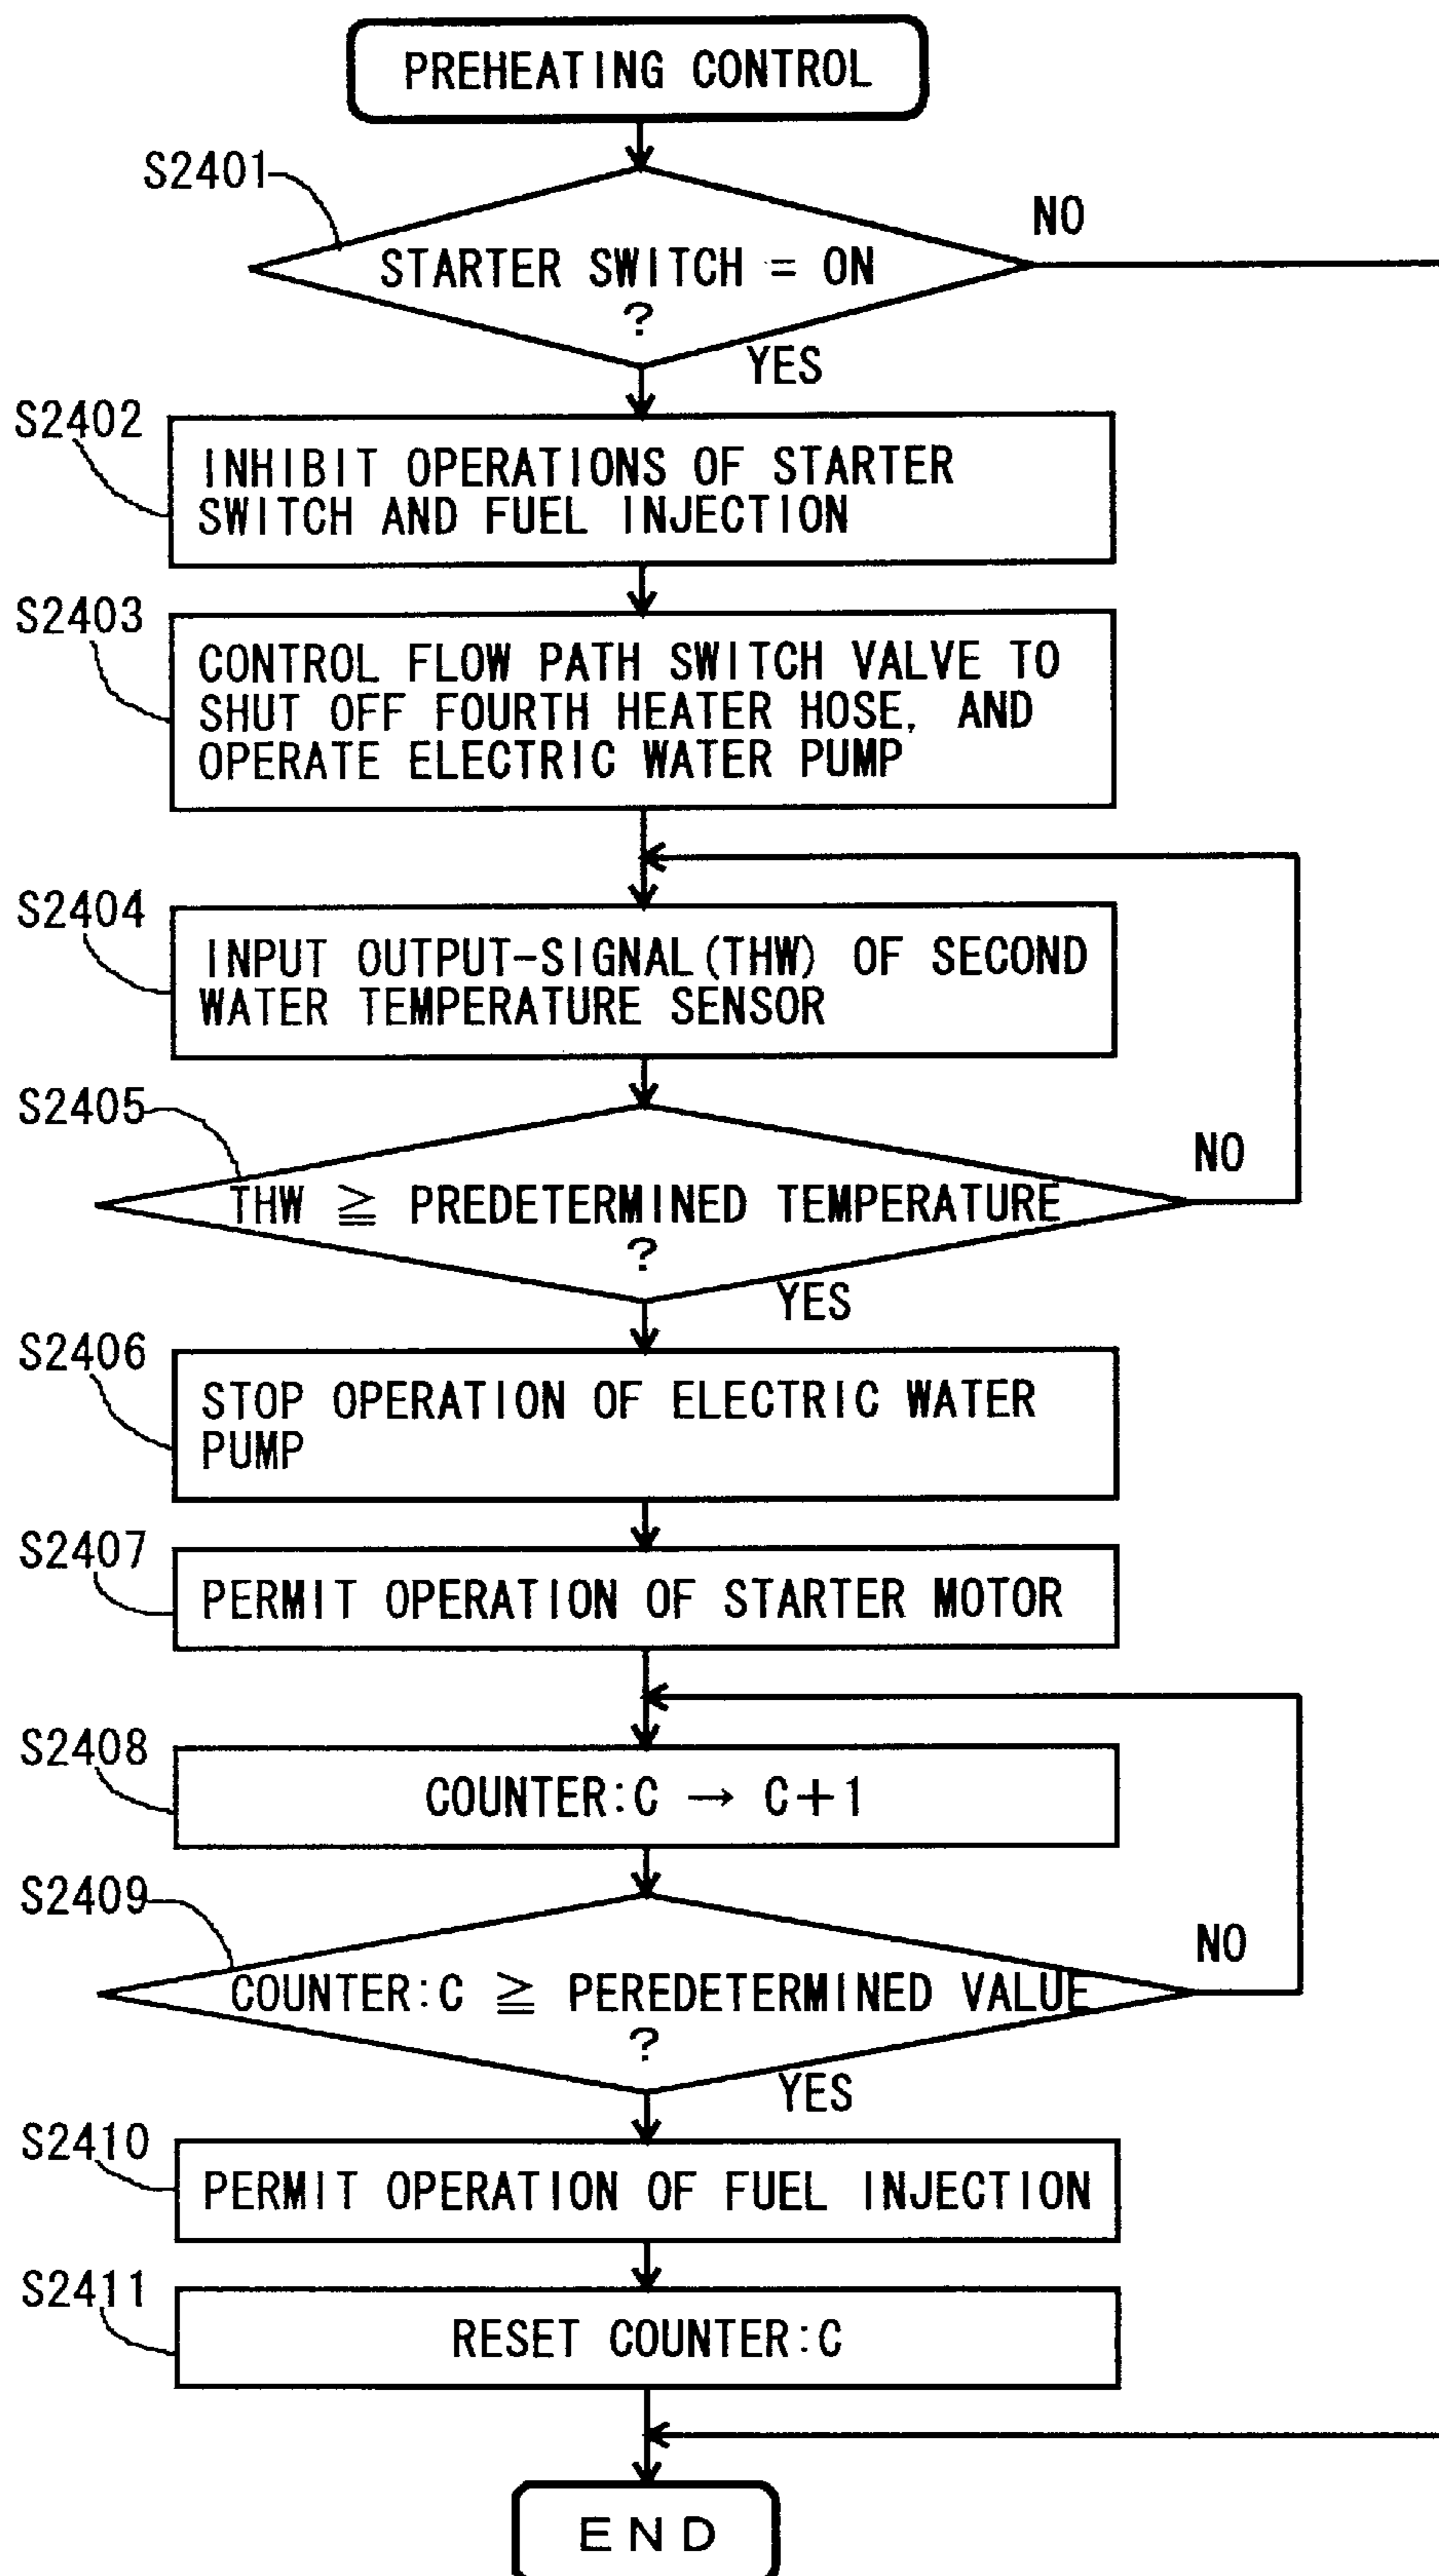 PREHEATING CONTROL
S2401
NO
STARTER SWITCH = ON
?
YES
S2402
INHIBIT OPERATIONS OF STARTER
SWITCH AND FUEL INJECTION
S2403
CONTROL FLOW PATH SWITCH VALVE TO
SHUT OFF FOURTH HEATER HOSE, AND
OPERATE ELECTRIC WATER PUMP
S2404
INPUT OUTPUT-SIGNAL(THW) OF SECOND
WATER TEMPERATURE SENSOR
S2405
NO
THW ≧ PREDETERMINED TEMPERATURE
?
YES
S2406
STOP OPERATION OF ELECTRIC WATER
PUMP
S2407
PERMIT OPERATION OF STARTER MOTOR
S2408
COUNTER:C → C+1
S2409
NO
COUNTER:C ≧ PEREDETERMINED VALUE
?
YES
S2410
PERMIT OPERATION OF FUEL INJECTION
S2411
RESET COUNTER:C
END